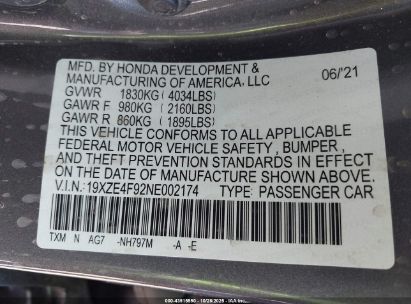 MFD. BY HONDA DEVELOPMENT &
MANUFACTURING OF AMERICA, LLC 06/'21
GVWR 1830KG (4034LBS)
GAWR F 980KG (2160LBS)
GAWR R 860KG (1895LBS)
THIS VEHICLE CONFORMS TO ALL APPLICABLE
FEDERAL MOTOR VEHICLE SAFETY, BUMPER,
AND THEFT PREVENTION STANDARDS IN EFFECT
ON THE DATE OF MANUFACTURE SHOWN ABOVE.
V.I.N.:19XZE4F92NE002174 TYPE: PASSENGER CAR
TXM N AG7 -NH797M -A -E